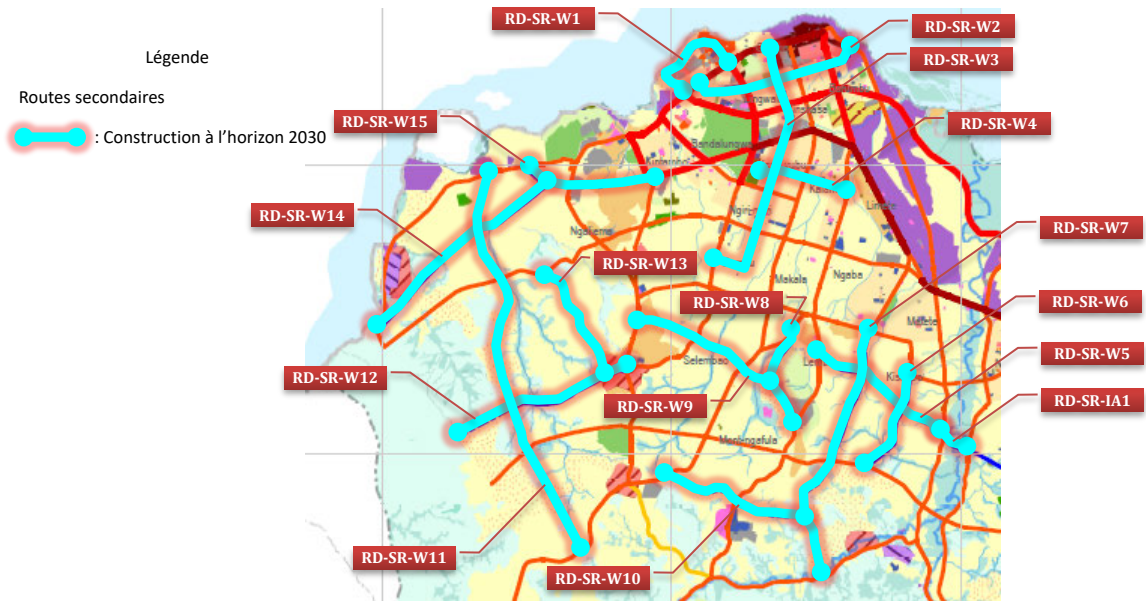 RD-SR-W1
RD-SR-W2
Légende
RD-SR-W3
Routes secondaires
: Construction à l'horizon 2030
RD-SR-W15
RD-SR-W4
Bandalungwa
Lingwala
Kintambo
Limete
Ngaliema
RD-SR-W14
RD-SR-W7
RD-SR-W13
Makala
Ngaba
RD-SR-W8
RD-SR-W6
Matete
Selembao
RD-SR-W5
RD-SR-W12
RD-SR-W9
RD-SR-IA1
RD-SR-W11
RD-SR-W10